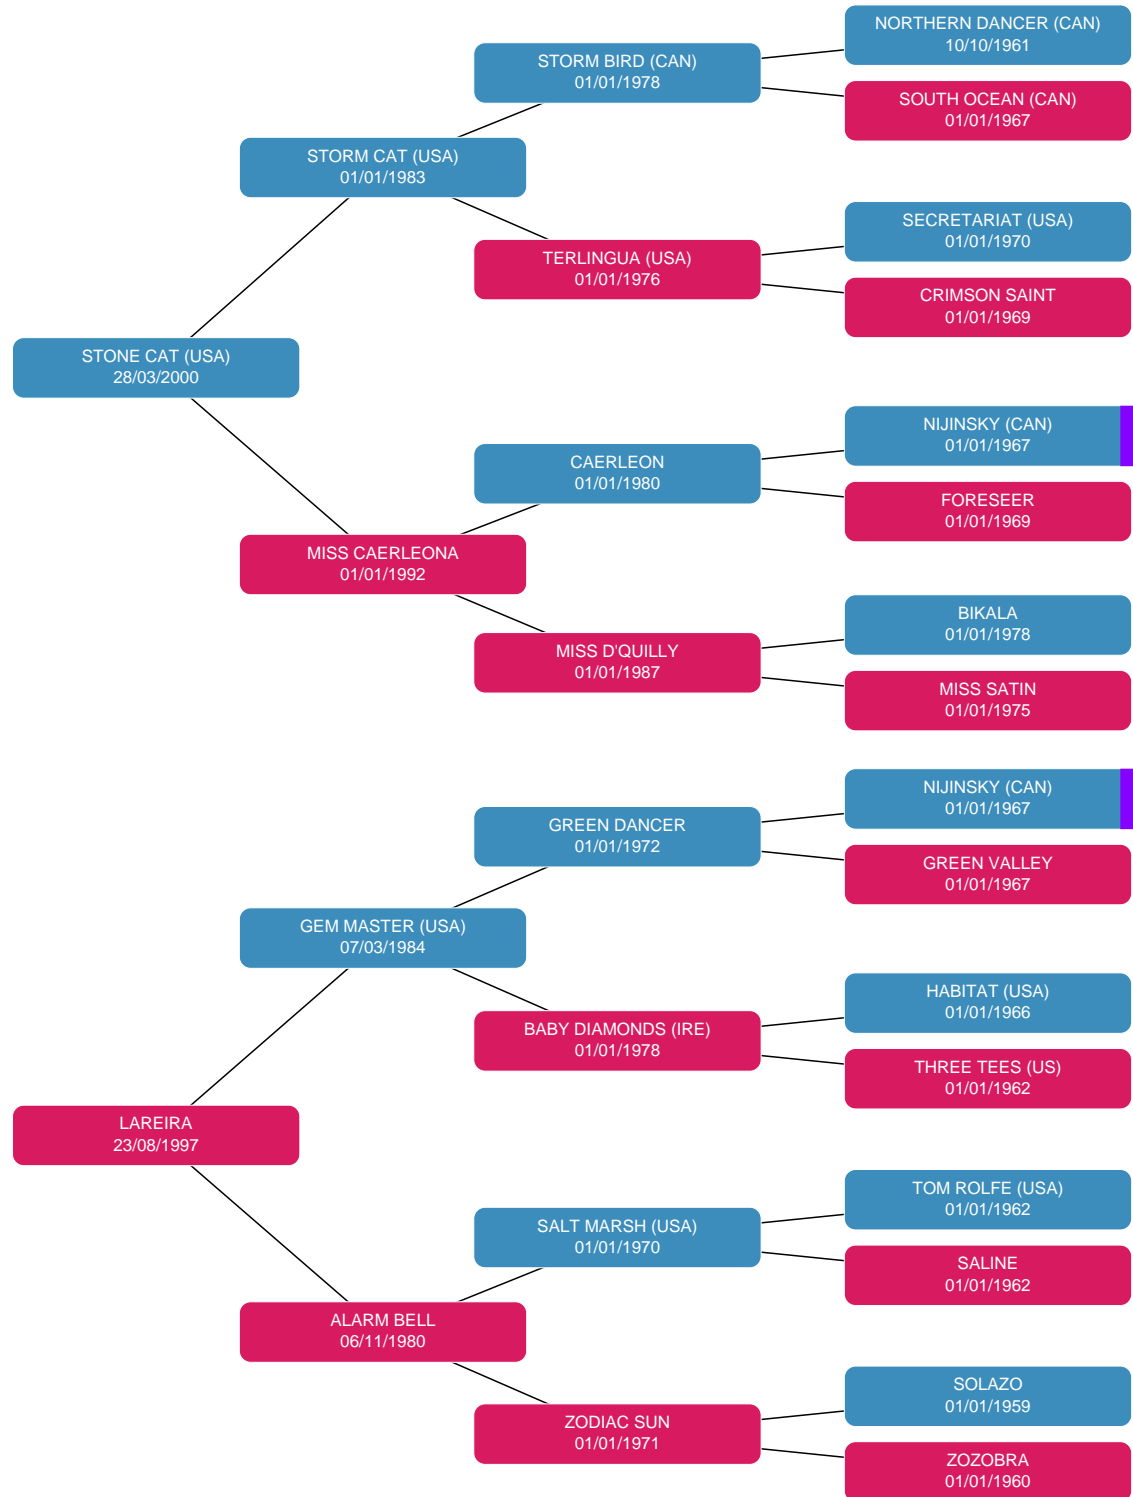 NORTHERN DANCER (CAN)
10/10/1961
STORM BIRD (CAN)
01/01/1978
SOUTH OCEAN (CAN)
01/01/1967
STORM CAT (USA)
01/01/1983
SECRETARIAT (USA)
01/01/1970
TERLINGUA (USA)
01/01/1976
CRIMSON SAINT
01/01/1969
STONE CAT (USA)
28/03/2000
NIJINSKY (CAN)
01/01/1967
CAERLEON
01/01/1980
FORESEER
01/01/1969
MISS CAERLEONA
01/01/1992
BIKALA
01/01/1978
MISS D'QUILLY
01/01/1987
MISS SATIN
01/01/1975
NIJINSKY (CAN)
01/01/1967
GREEN DANCER
01/01/1972
GREEN VALLEY
01/01/1967
GEM MASTER (USA)
07/03/1984
HABITAT (USA)
01/01/1966
BABY DIAMONDS (IRE)
01/01/1978
THREE TEES (US)
01/01/1962
LAREIRA
23/08/1997
TOM ROLFE (USA)
01/01/1962
SALT MARSH (USA)
01/01/1970
SALINE
01/01/1962
ALARM BELL
06/11/1980
SOLAZO
01/01/1959
ZODIAC SUN
01/01/1971
ZOZOBRA
01/01/1960